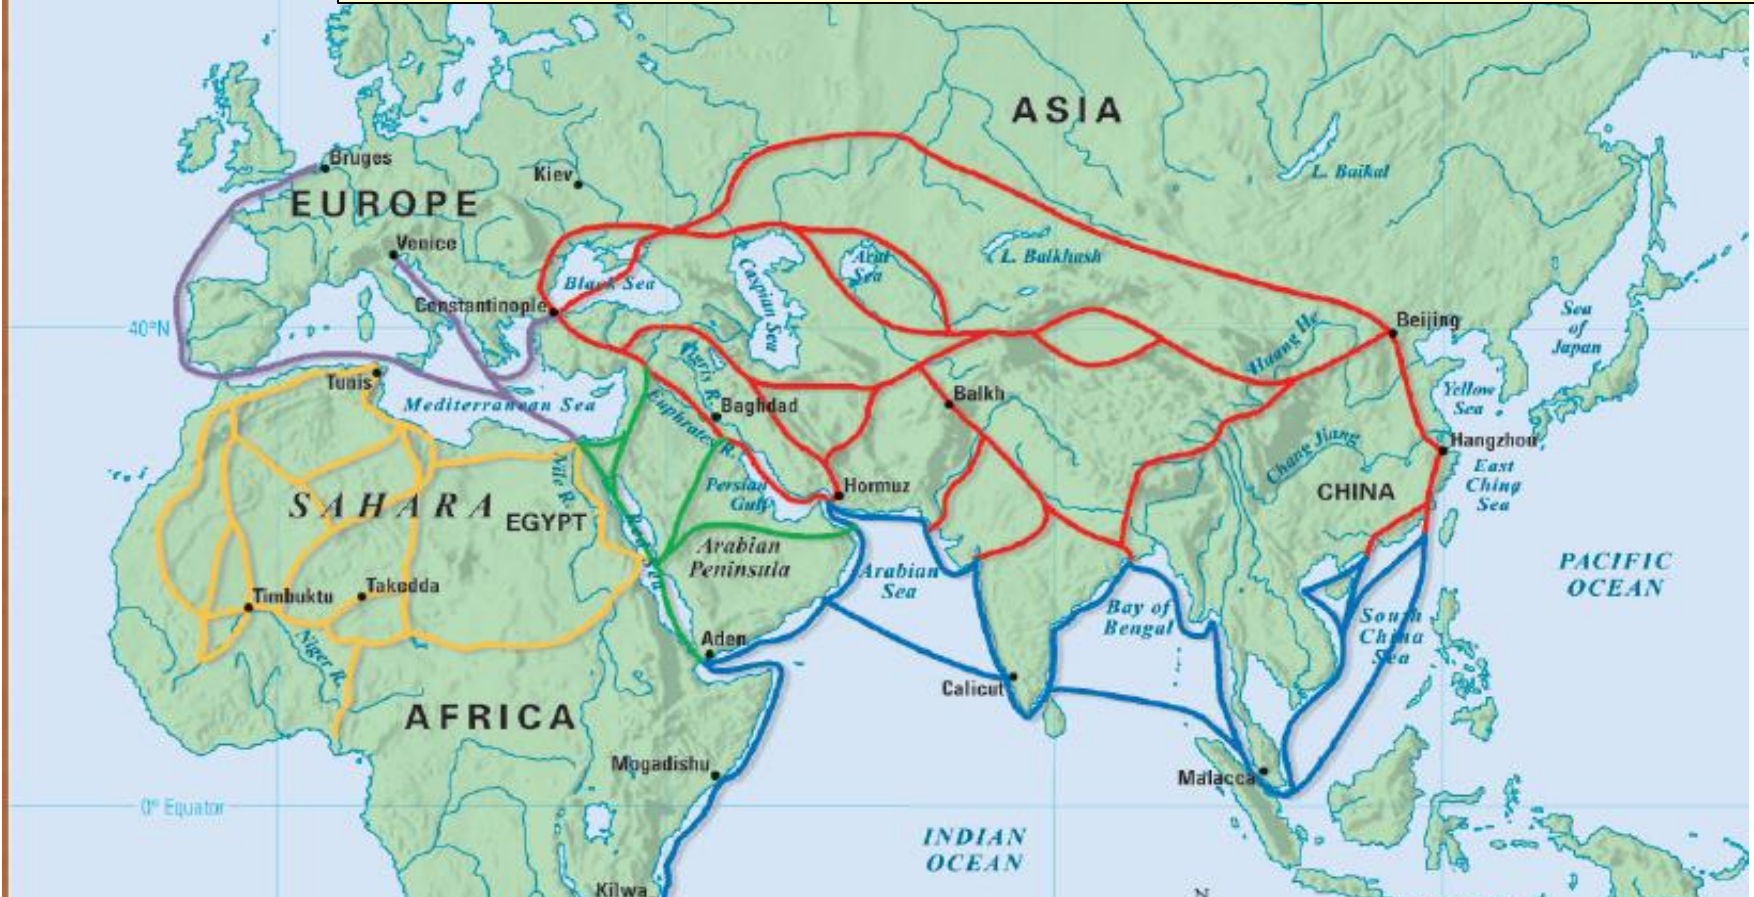 ASIA
Bruges
Kiev
L. Baikal
EUROPE
Venice
Aral
Sea
L. Balkhash
Caspian Sea
Black Sea
Constantinople
40°N
Huang He
Beijing
Sea
of
Japan
Tunis
Tigris R.
Yellow
Sea
Mediterranean Sea
Euphrates R.
Baghdad
Balkh
Chang Jiang
Hangzhou
East
China
Sea
Nile R.
SAHARA
EGYPT
Persian
Gulf
Hormuz
CHINA
Red Sea
Arabian
Peninsula
Arabian
Sea
PACIFIC
OCEAN
Timbuktu
Takedda
Bay of
Bengal
South
China
Sea
Niger R.
Aden
Calicut
AFRICA
Mogadishu
Malacca
0° Equator
INDIAN
OCEAN
Kilwa
N